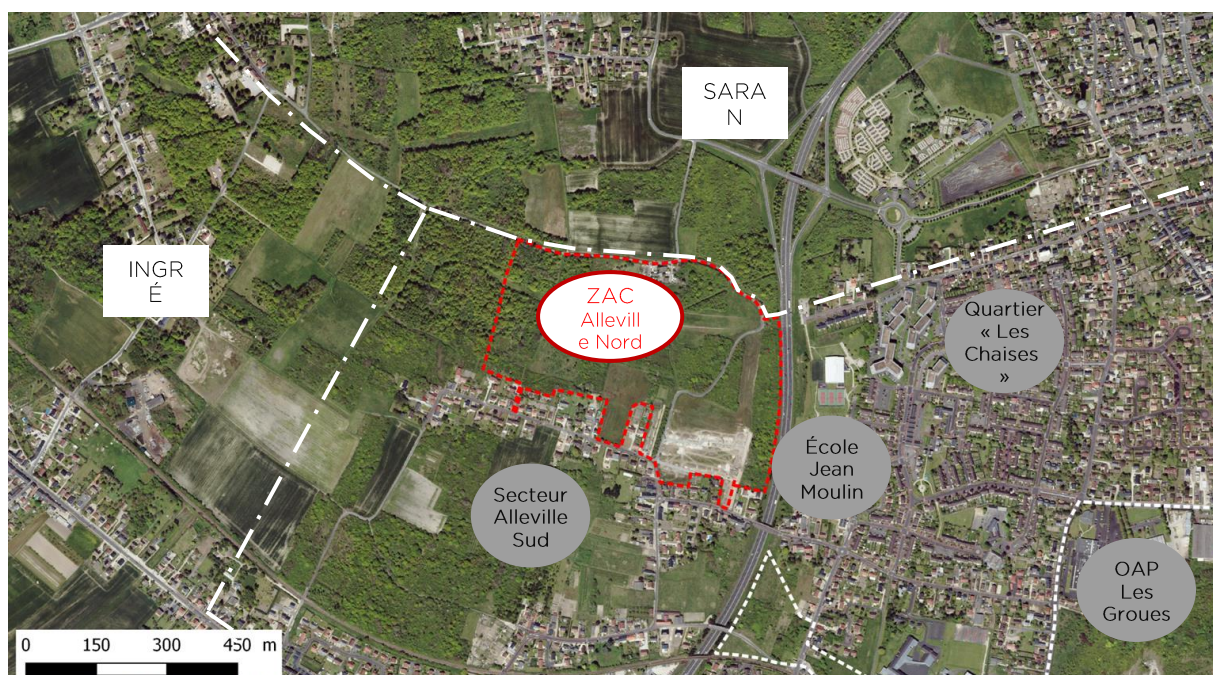 SARA
N
INGR
É
ZAC
Allevill
e Nord
Quartier
« Les
Chaises
»
École
Jean
Moulin
Secteur
Alleville
Sud
OAP
Les
Groues
0 150 300 450 m